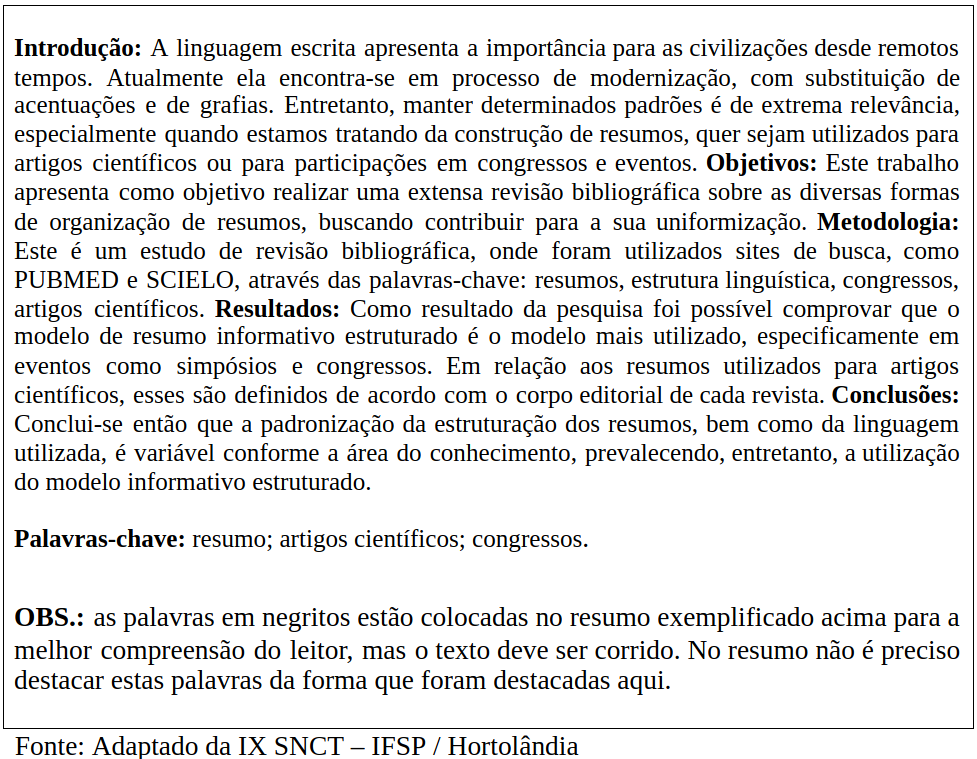 Introdução: A linguagem escrita apresenta a importância para as civilizações desde remotos
tempos. Atualmente ela encontra-se em processo de modernização, com substituição de
acentuações e de grafias. Entretanto, manter determinados padrões é de extrema relevância,
especialmente quando estamos tratando da construção de resumos, quer sejam utilizados para
artigos científicos ou para participações em congressos e eventos. Objetivos: Este trabalho
apresenta como objetivo realizar uma extensa revisão bibliográfica sobre as diversas formas
de organização de resumos, buscando contribuir para a sua uniformização. Metodologia:
Este é um estudo de revisão bibliográfica, onde foram utilizados sites de busca, como
PUBMED e SCIELO, através das palavras-chave: resumos, estrutura linguística, congressos,
artigos científicos. Resultados: Como resultado da pesquisa foi possível comprovar que o
modelo de resumo informativo estruturado é o modelo mais utilizado, especificamente em
eventos como simpósios e congressos. Em relação aos resumos utilizados para artigos
científicos, esses são definidos de acordo com o corpo editorial de cada revista. Conclusões:
Conclui-se então que a padronização da estruturação dos resumos, bem como da linguagem
utilizada, é variável conforme a área do conhecimento, prevalecendo, entretanto, a utilização
do modelo informativo estruturado.
Palavras-chave: resumo; artigos científicos; congressos.
OBS.: as palavras em negritos estão colocadas no resumo exemplificado acima para a
melhor compreensão do leitor, mas o texto deve ser corrido. No resumo não é preciso
destacar estas palavras da forma que foram destacadas aqui.
Fonte: Adaptado da IX SNCT – IFSP / Hortolândia